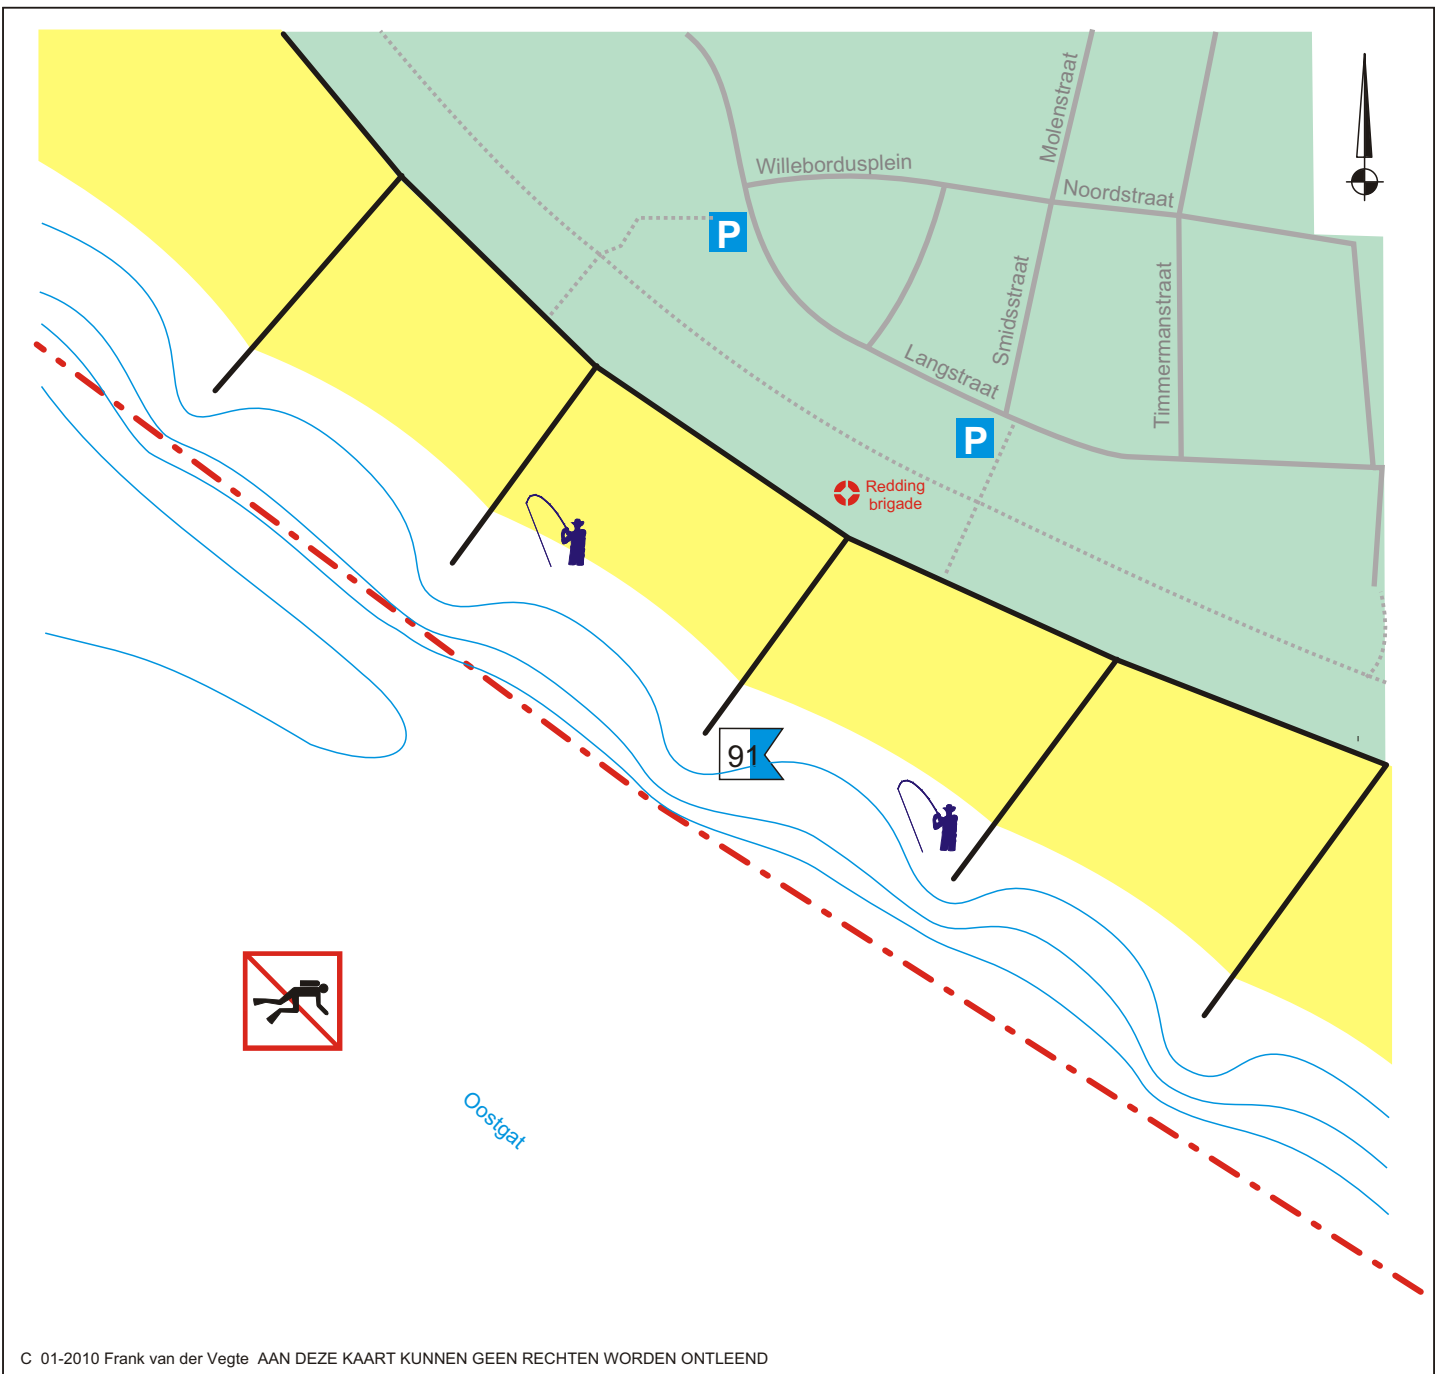 Molenstraat
Willebordusplein
Noordstraat
P
Smidsstraat
Timmermanstraat
Langstraat
P
Redding
brigade
91
Oostgat
C 01-2010 Frank van der Vegte AAN DEZE KAART KUNNEN GEEN RECHTEN WORDEN ONTLEEND